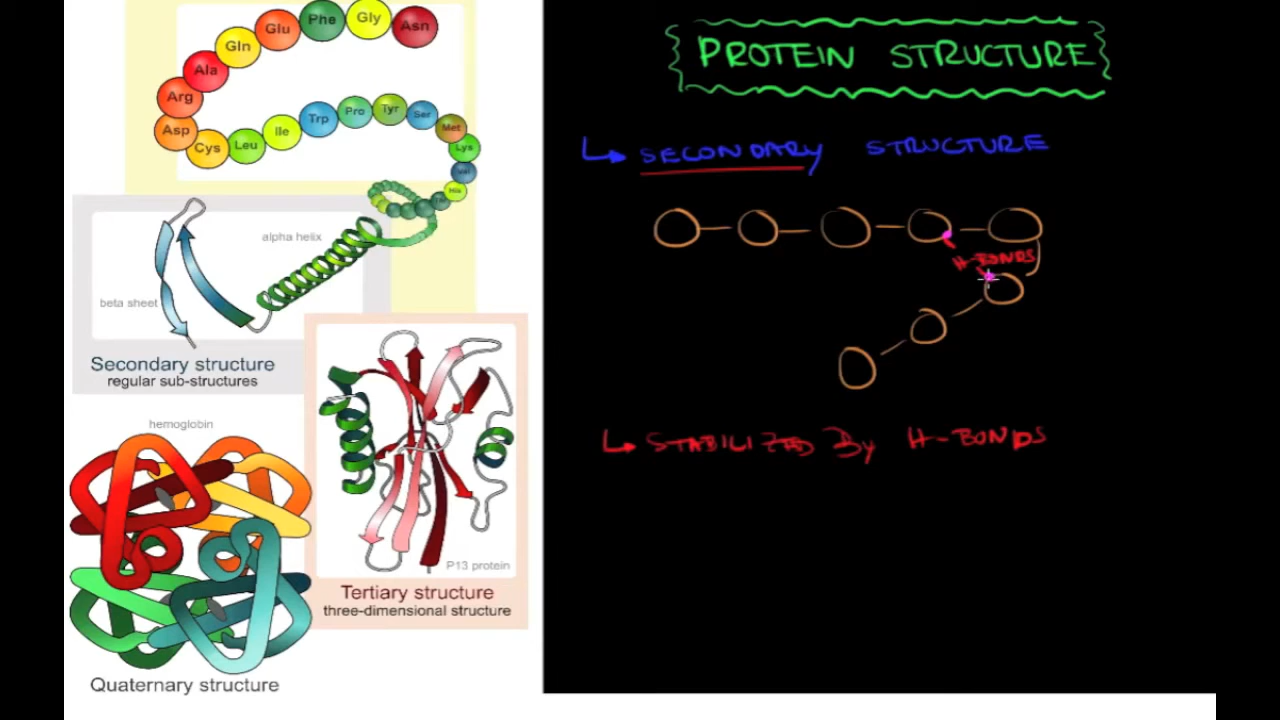 Asn
Gly
Phe
Glu
Gln
Ala
Arg
Asp
Cys
Leu
Ile
Trp
Pro
Tyr
Ser
Met
Lys
Val
His
alpha helix
beta sheet
Secondary structure
regular sub-structures
hemoglobin
P13 protein
Tertiary structure
three-dimensional structure
Quaternary structure
PROTEIN STRUCTURE
SECONDARY STRUCTURE
H-BONDS
STABILIZED By H-BONDS